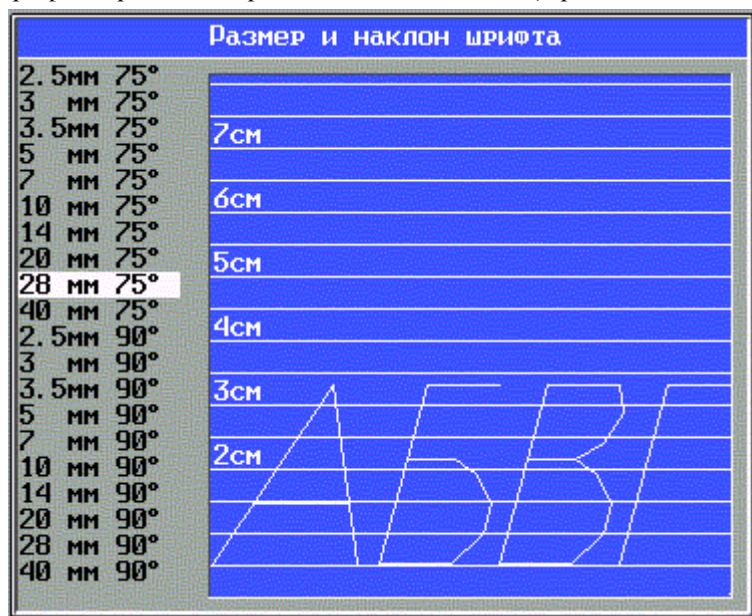 Размер и наклон шрифта
2.5мм 75°
3 мм 75°
3.5мм 75°
5 мм 75°
7 мм 75°
10 мм 75°
14 мм 75°
20 мм 75°
28 мм 75°
40 мм 75°
2.5мм 90°
3 мм 90°
3.5мм 90°
5 мм 90°
7 мм 90°
10 мм 90°
14 мм 90°
20 мм 90°
28 мм 90°
40 мм 90°
7см
6см
5см
4см
3см
2см
АБВГ